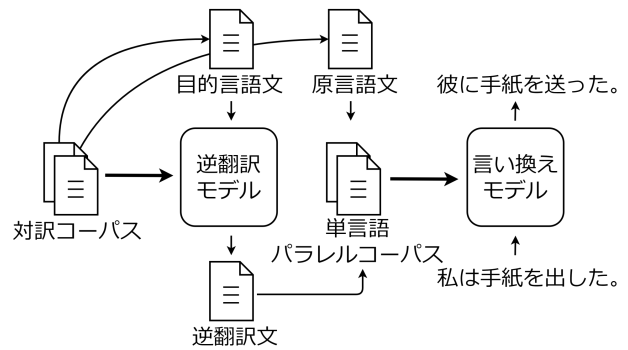 目的言語文
原言語文
彼に手紙を送った。
逆翻訳
モデル
言い換え
モデル
対訳コーパス
単言語
パラレルコーパス
私は手紙を出した。
逆翻訳文